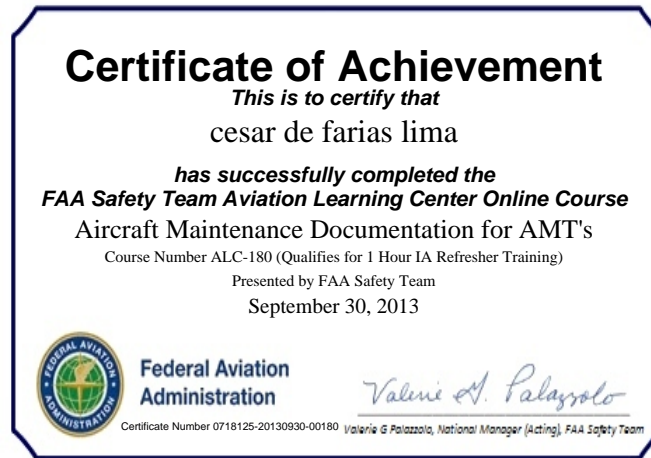 Certificate of Achievement
This is to certify that
cesar de farias lima
has successfully completed the
FAA Safety Team Aviation Learning Center Online Course
Aircraft Maintenance Documentation for AMT's
Course Number ALC-180 (Qualifies for 1 Hour IA Refresher Training)
Presented by FAA Safety Team
September 30, 2013
FEDERAL AVIATION
ADMINISTRATION
Federal Aviation
Administration
Valerie G. Palazzolo
Certificate Number 0718125-20130930-00180
Valerie G Palazzolo, National Manager (Acting), FAA Safety Team